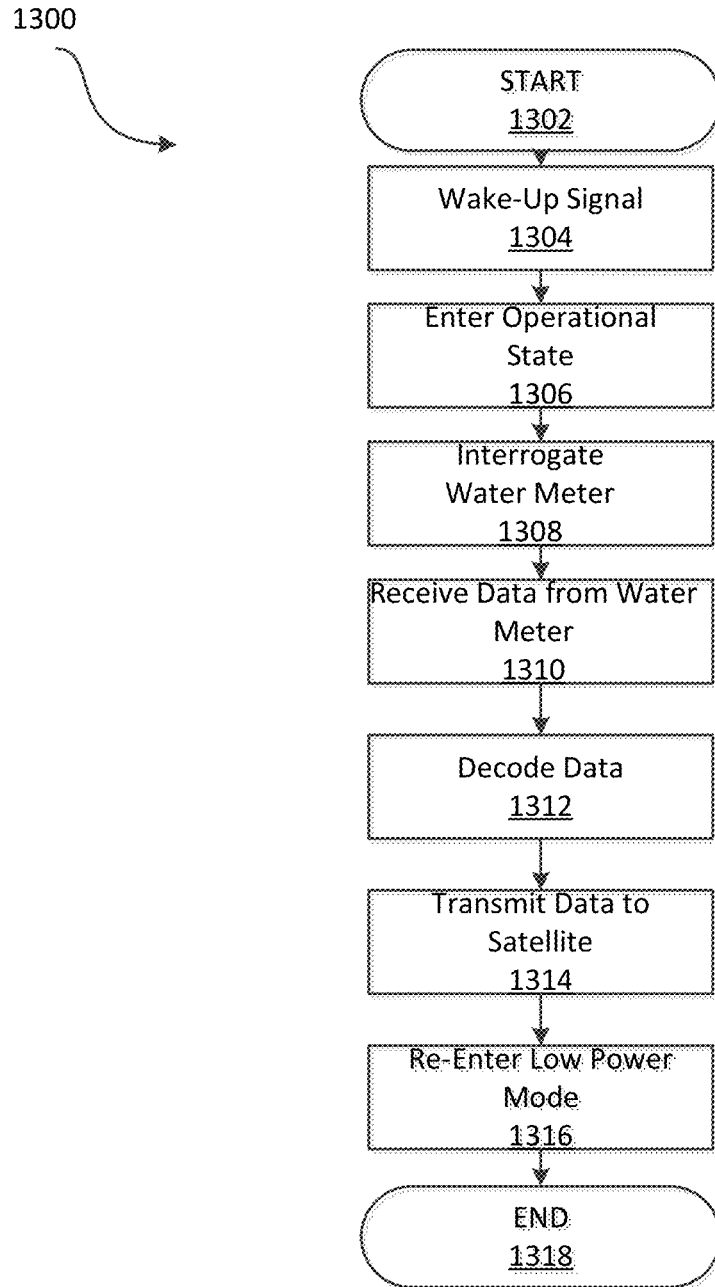 1300
START
1302
Wake-Up Signal
1304
Enter Operational
State
1306
Interrogate
Water Meter
1308
Receive Data from Water
Meter
1310
Decode Data
1312
Transmit Data to
Satellite
1314
Re-Enter Low Power
Mode
1316
END
1318